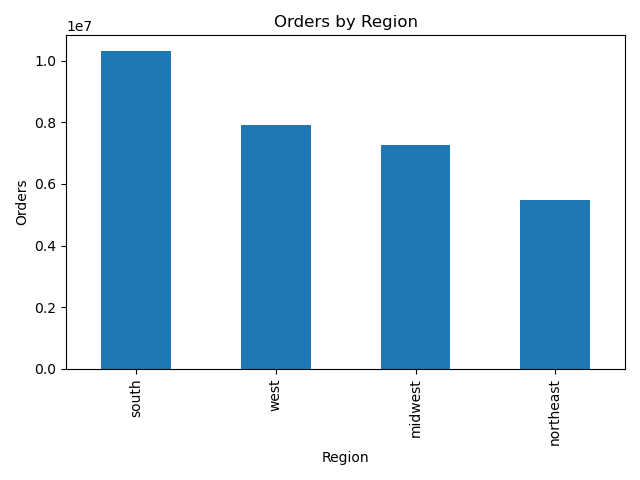 Orders by Region
1e7
1.0
0.8
0.6
0.4
0.2
0.0
Orders
south
west
midwest
northeast
Region